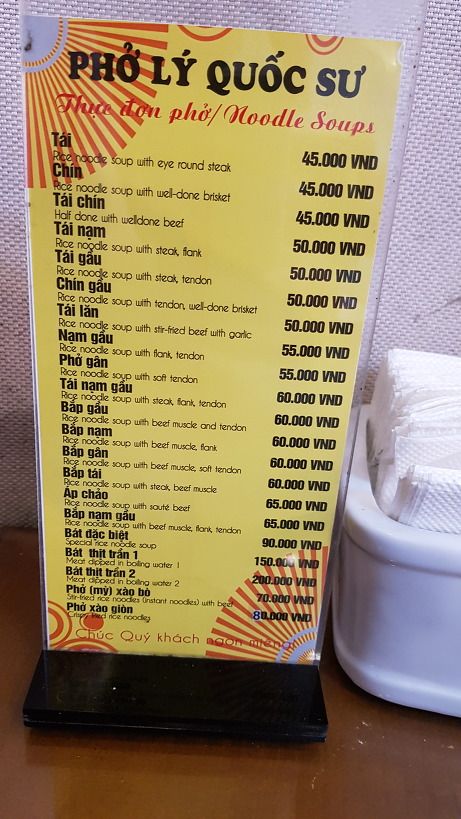 PHỞ LÝ QUỐC SƯ
Thực đơn phở/Noodle Soups
Tái
Rice noodle soup with eye round steak 45.000 VND
Chín
Rice noodle soup with well-done brisket 45.000 VND
Tái chín
Half done with welldone beef 45.000 VND
Tái nạm
Rice noodle soup with steak, flank 50.000 VND
Tái gầu
Rice noodle soup with steak, tendon 50.000 VND
Chín gầu
Rice noodle soup with tendon, well-done brisket 50.000 VND
Tái lăn
Rice noodle soup with stir-fried beef with garlic 50.000 VND
Nạm gầu
Rice noodle soup with flank, tendon 55.000 VND
Phở gân
Rice noodle soup with soft tendon 55.000 VND
Tái nạm gầu
Rice noodle soup with steak, flank, tendon 60.000 VND
Bắp gầu
Rice noodle soup with beef muscle and tendon 60.000 VND
Bắp nạm
Rice noodle soup with beef muscle, flank 60.000 VND
Bắp gân
Rice noodle soup with beef muscle, soft tendon 60.000 VND
Bắp tái
Rice noodle soup with steak, beef muscle 60.000 VND
Áp chảo
Rice noodle soup with sauté beef 65.000 VND
Bắp nạm gầu
Rice noodle soup with beef muscle, flank, tendon 65.000 VND
Bát đặc biệt
Special rice noodle soup 90.000 VND
Bát thịt trần 1
Meat dipped in boiling water 1 150.000 VND
Bát thịt trần 2
Meat dipped in boiling water 2 200.000 VND
Phở (mỳ) xào bò
Stir-fried rice noodles (instant noodles) with beef 70.000 VND
Phở xào giòn
Crispy fried rice noodles 80.000 VND
Chúc Quý khách ngon miệng!